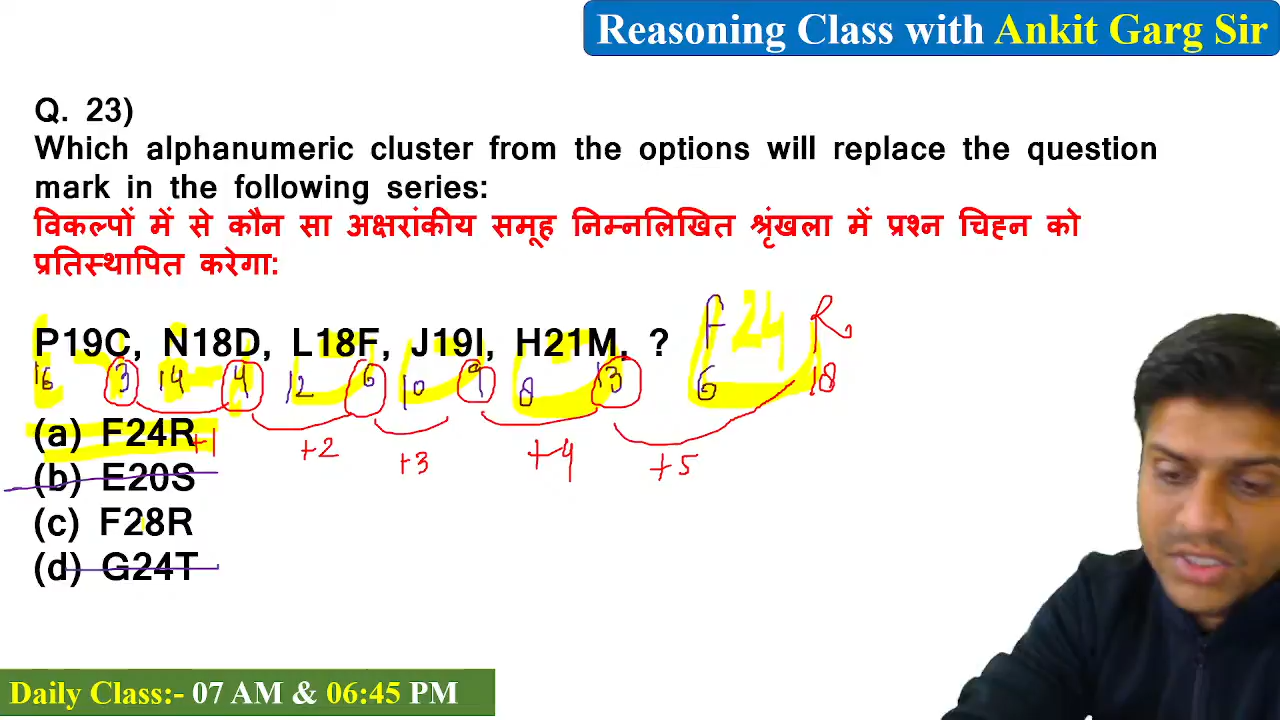 Reasoning Class with Ankit Garg Sir
Q. 23)
Which alphanumeric cluster from the options will replace the question
mark in the following series:
विकल्पों में से कौन सा अक्षरांकीय समूह निम्नलिखित श्रृंखला में प्रश्न चिह्न को
प्रतिस्थापित करेगा:
P19C, N18D, L18F, J19I, H21M, ? F 24 R
16 3 14 4 12 6 10 9 8 13 6 18
(a) F24R +1 +2 +3 +4 +5
(b) E20S
(c) F28R
(d) G24T
Daily Class:- 07 AM & 06:45 PM